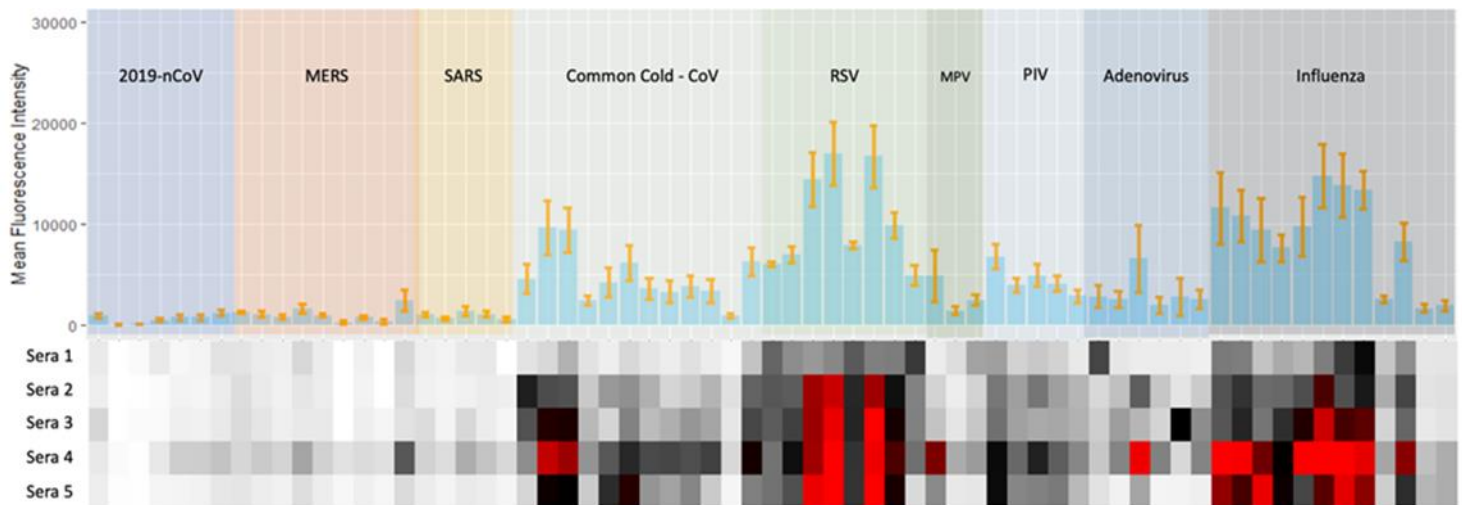 30000
2019-nCoV MERS SARS Common Cold - CoV RSV MPV PIV Adenovirus Influenza
20000
10000
0
Mean Fluorescence Intensity
Sera 1
Sera 2
Sera 3
Sera 4
Sera 5